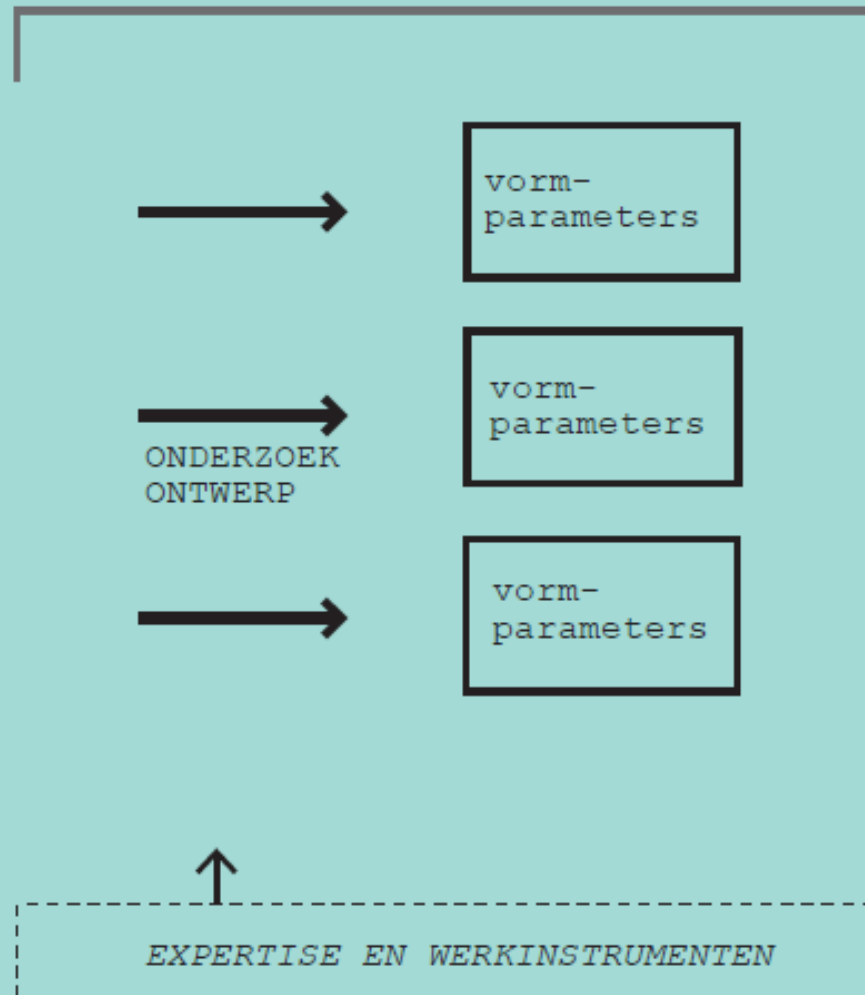 vorm-
parameters
vorm-
parameters
ONDERZOEK
ONTWERP
vorm-
parameters
EXPERTISE EN WERKINSTRUMENTEN